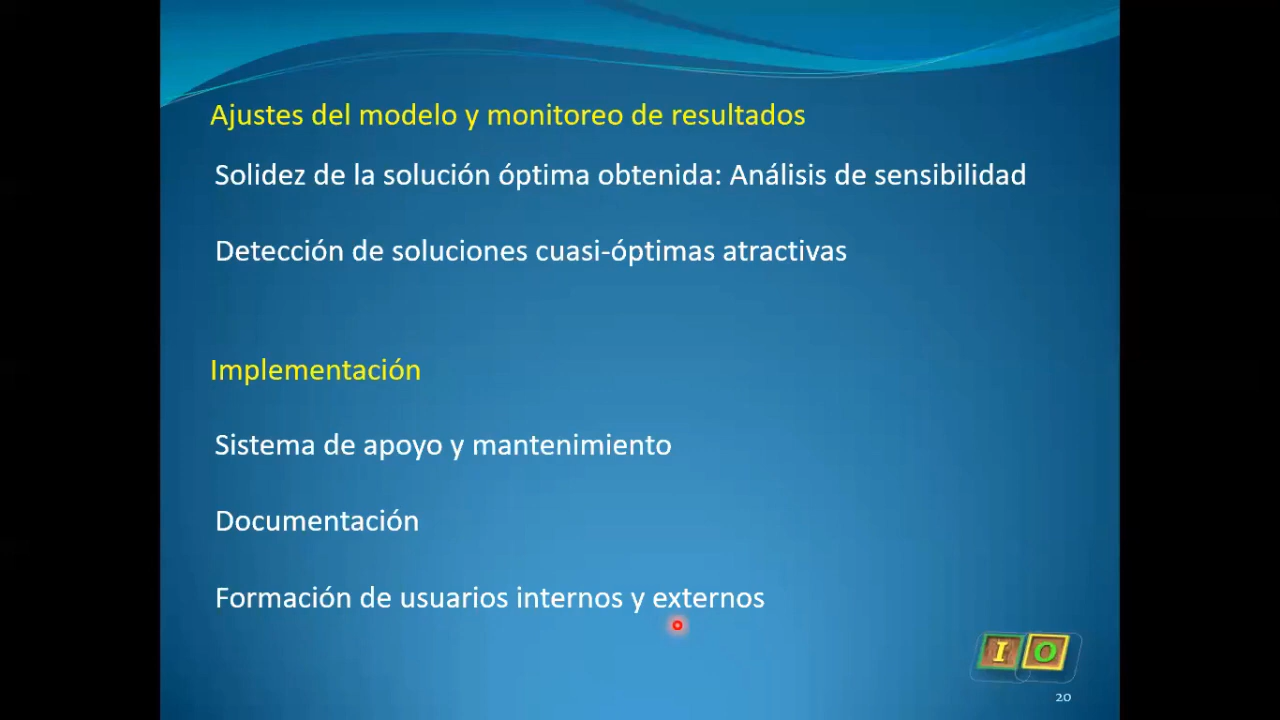 Ajustes del modelo y monitoreo de resultados
Solidez de la solución óptima obtenida: Análisis de sensibilidad
Detección de soluciones cuasi-óptimas atractivas
Implementación
Sistema de apoyo y mantenimiento
Documentación
Formación de usuarios internos y externos
I O
20